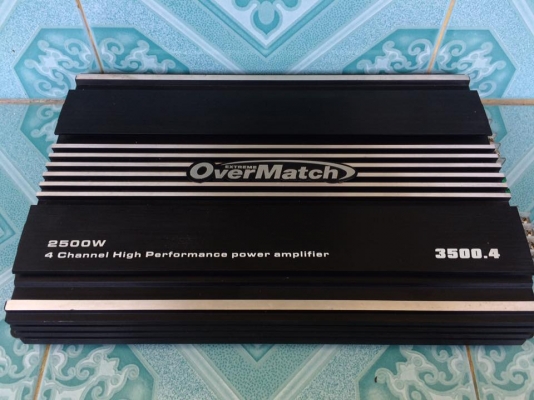 EXTREME
OverMatch
2500W
4 Channel High Performance power amplifier
3500.4